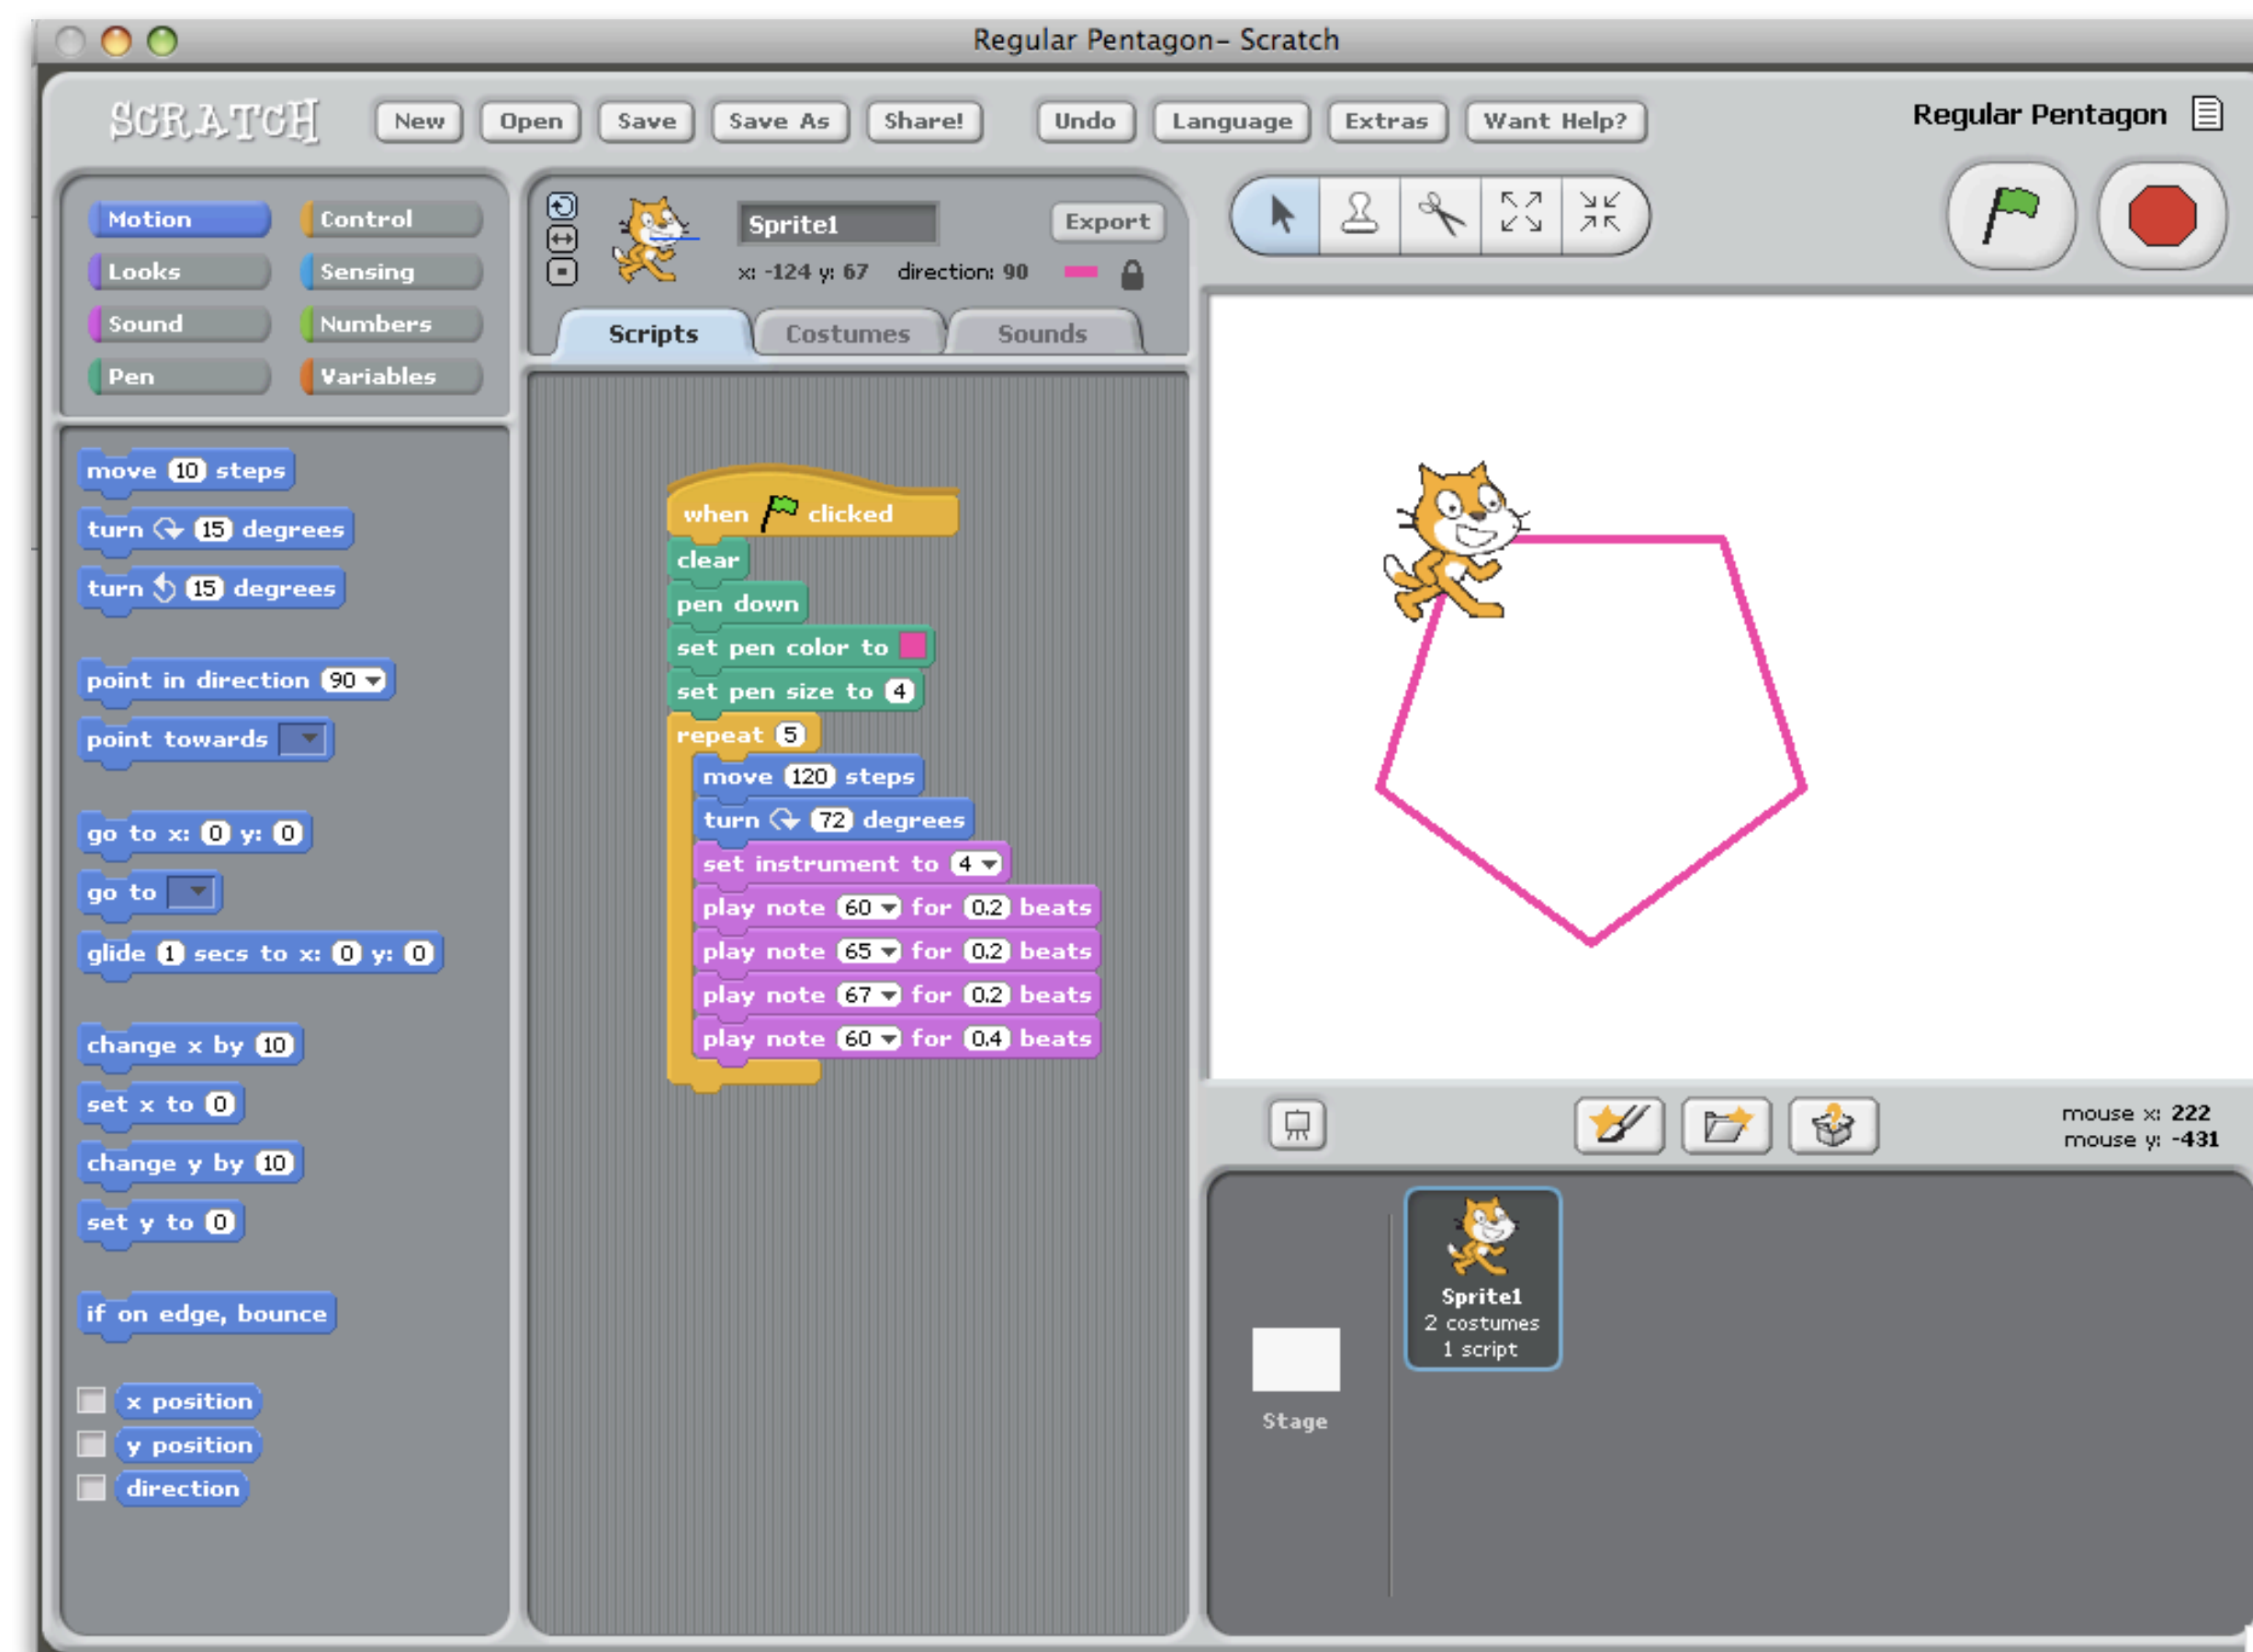 Regular Pentagon– Scratch
SCRATCH
New Open Save Save As Share! Undo Language Extras Want Help?
Regular Pentagon
Motion Control
Looks Sensing
Sound Numbers
Pen Variables
move 10 steps
turn 15 degrees
turn 15 degrees
point in direction 90
point towards
go to x: 0 y: 0
go to
glide 1 secs to x: 0 y: 0
change x by 10
set x to 0
change y by 10
set y to 0
if on edge, bounce
x position
y position
direction
Sprite1
Export
x: -124 y: 67 direction: 90
Scripts Costumes Sounds
when clicked
clear
pen down
set pen color to
set pen size to 4
repeat 5
move 120 steps
turn 72 degrees
set instrument to 4
play note 60 for 0.2 beats
play note 65 for 0.2 beats
play note 67 for 0.2 beats
play note 60 for 0.4 beats
mouse x: 222
mouse y: -431
Sprite1
2 costumes
1 script
Stage